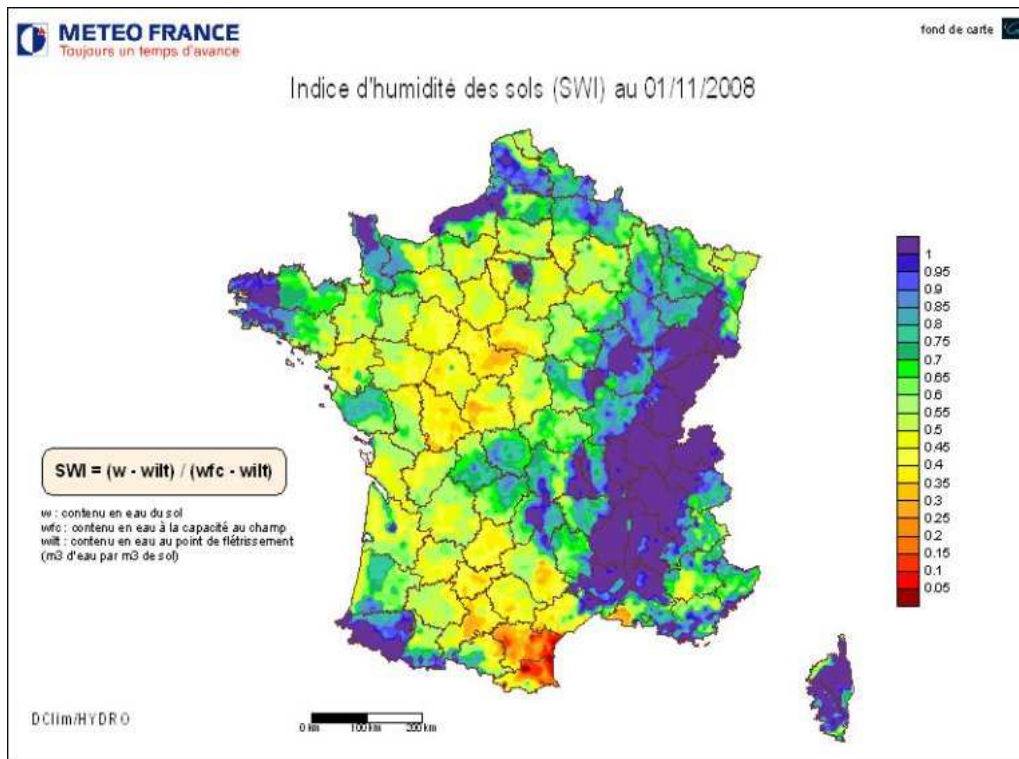 METEO FRANCE
Toujours un temps d'avance
fond de carte
Indice d'humidité des sols (SWI) au 01/11/2008
1
0.95
0.9
0.85
0.8
0.75
0.7
0.65
0.6
0.55
0.5
0.45
0.4
0.35
0.3
0.25
0.2
0.15
0.1
0.05
SWI = (w - wilt) / (wfc - wilt)
w : contenu en eau du sol
wfc : contenu en eau à la capacité au champ
wilt : contenu en eau au point de flétrissement
(m3 d'eau par m3 de sol)
DClim/HYDRO
0 km 100 km 200 km